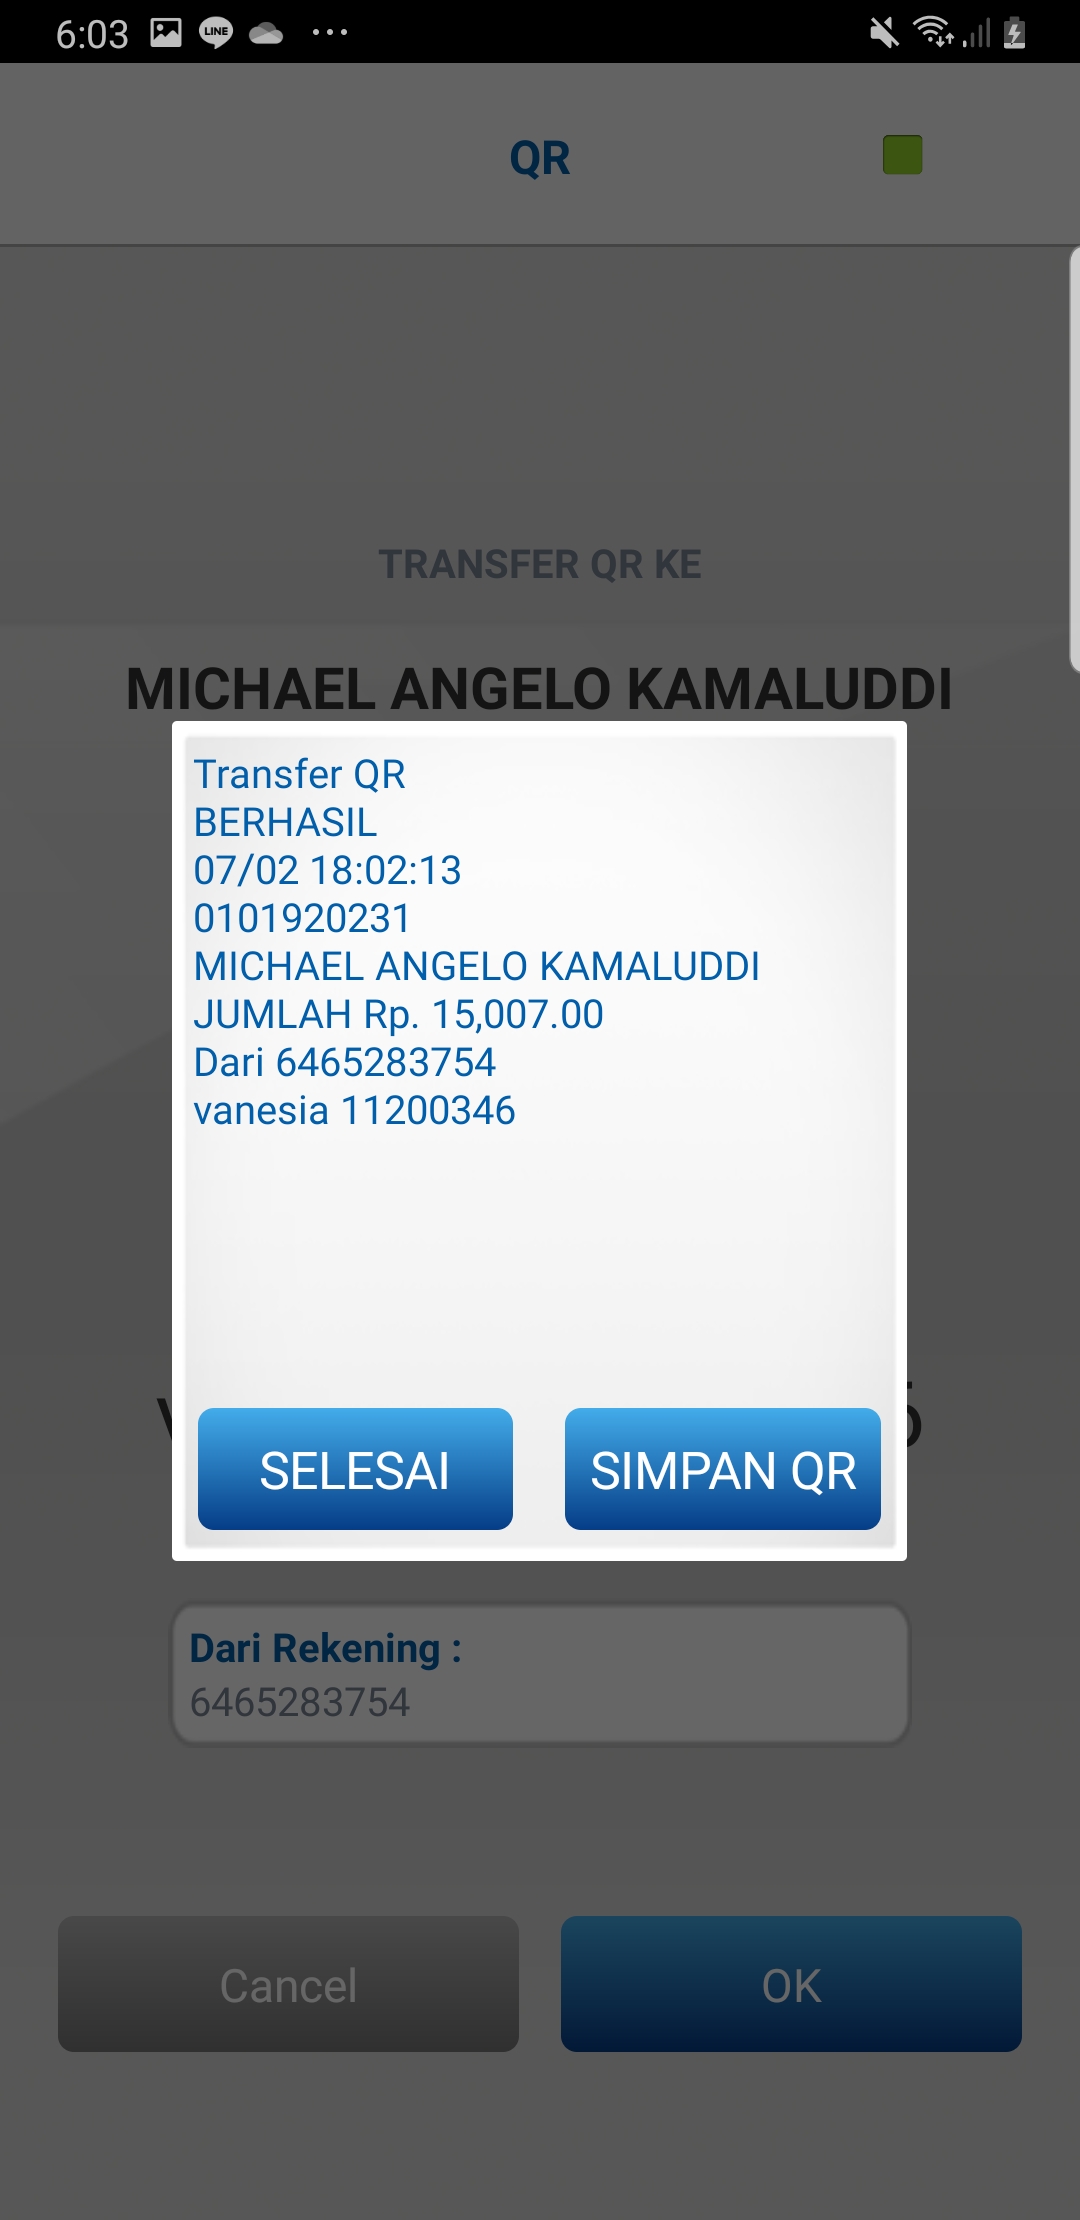 6:03
LINE
QR
TRANSFER QR KE
MICHAEL ANGELO KAMALUDDI
Transfer QR
BERHASIL
07/02 18:02:13
0101920231
MICHAEL ANGELO KAMALUDDI
JUMLAH Rp. 15,007.00
Dari 6465283754
vanesia 11200346
SELESAI
SIMPAN QR
Dari Rekening :
6465283754
Cancel
OK